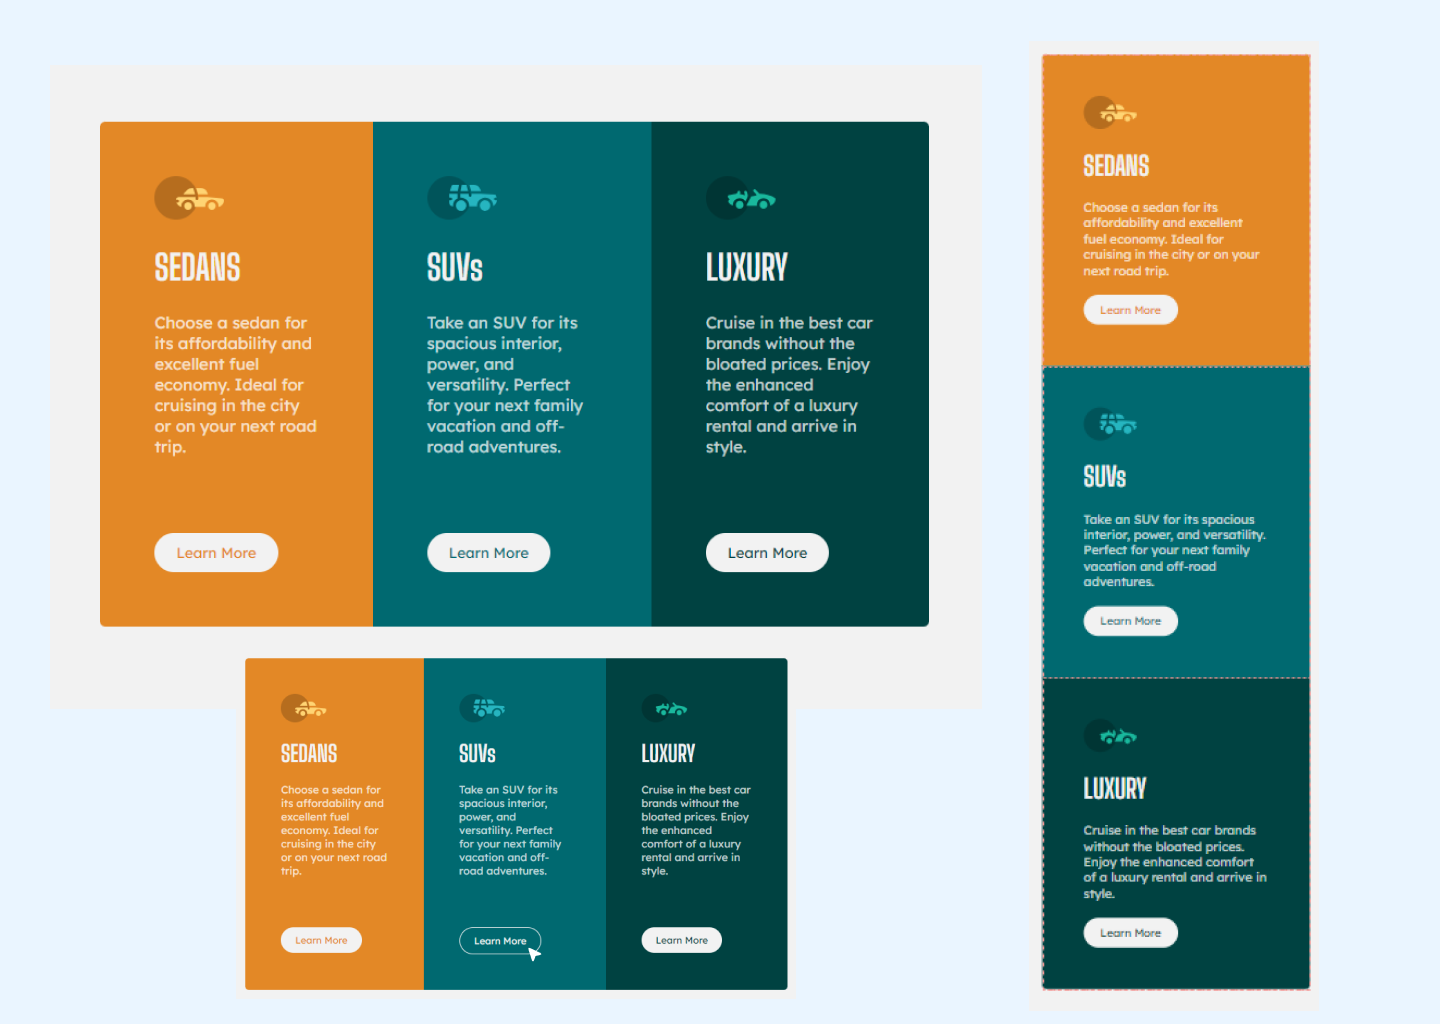 SEDANS
Choose a sedan for
its affordability and
excellent fuel
economy. Ideal for
cruising in the city
or on your next road
trip.
Learn More
SUVs
Take an SUV for its
spacious interior,
power, and
versatility. Perfect
for your next family
vacation and off-
road adventures.
Learn More
LUXURY
Cruise in the best car
brands without the
bloated prices. Enjoy
the enhanced
comfort of a luxury
rental and arrive in
style.
Learn More
SEDANS
Choose a sedan for
its affordability and
excellent fuel
economy. Ideal for
cruising in the city
or on your next road
trip.
Learn More
SUVs
Take an SUV for its
spacious interior,
power, and
versatility. Perfect
for your next family
vacation and off-
road adventures.
Learn More
LUXURY
Cruise in the best car
brands without the
bloated prices. Enjoy
the enhanced
comfort of a luxury
rental and arrive in
style.
Learn More
SEDANS
Choose a sedan for its
affordability and excellent
fuel economy. Ideal for
cruising in the city or on your
next road trip.
Learn More
SUVs
Take an SUV for its spacious
interior, power, and versatility.
Perfect for your next family
vacation and off-road
adventures.
Learn More
LUXURY
Cruise in the best car brands
without the bloated prices.
Enjoy the enhanced comfort
of a luxury rental and arrive in
style.
Learn More